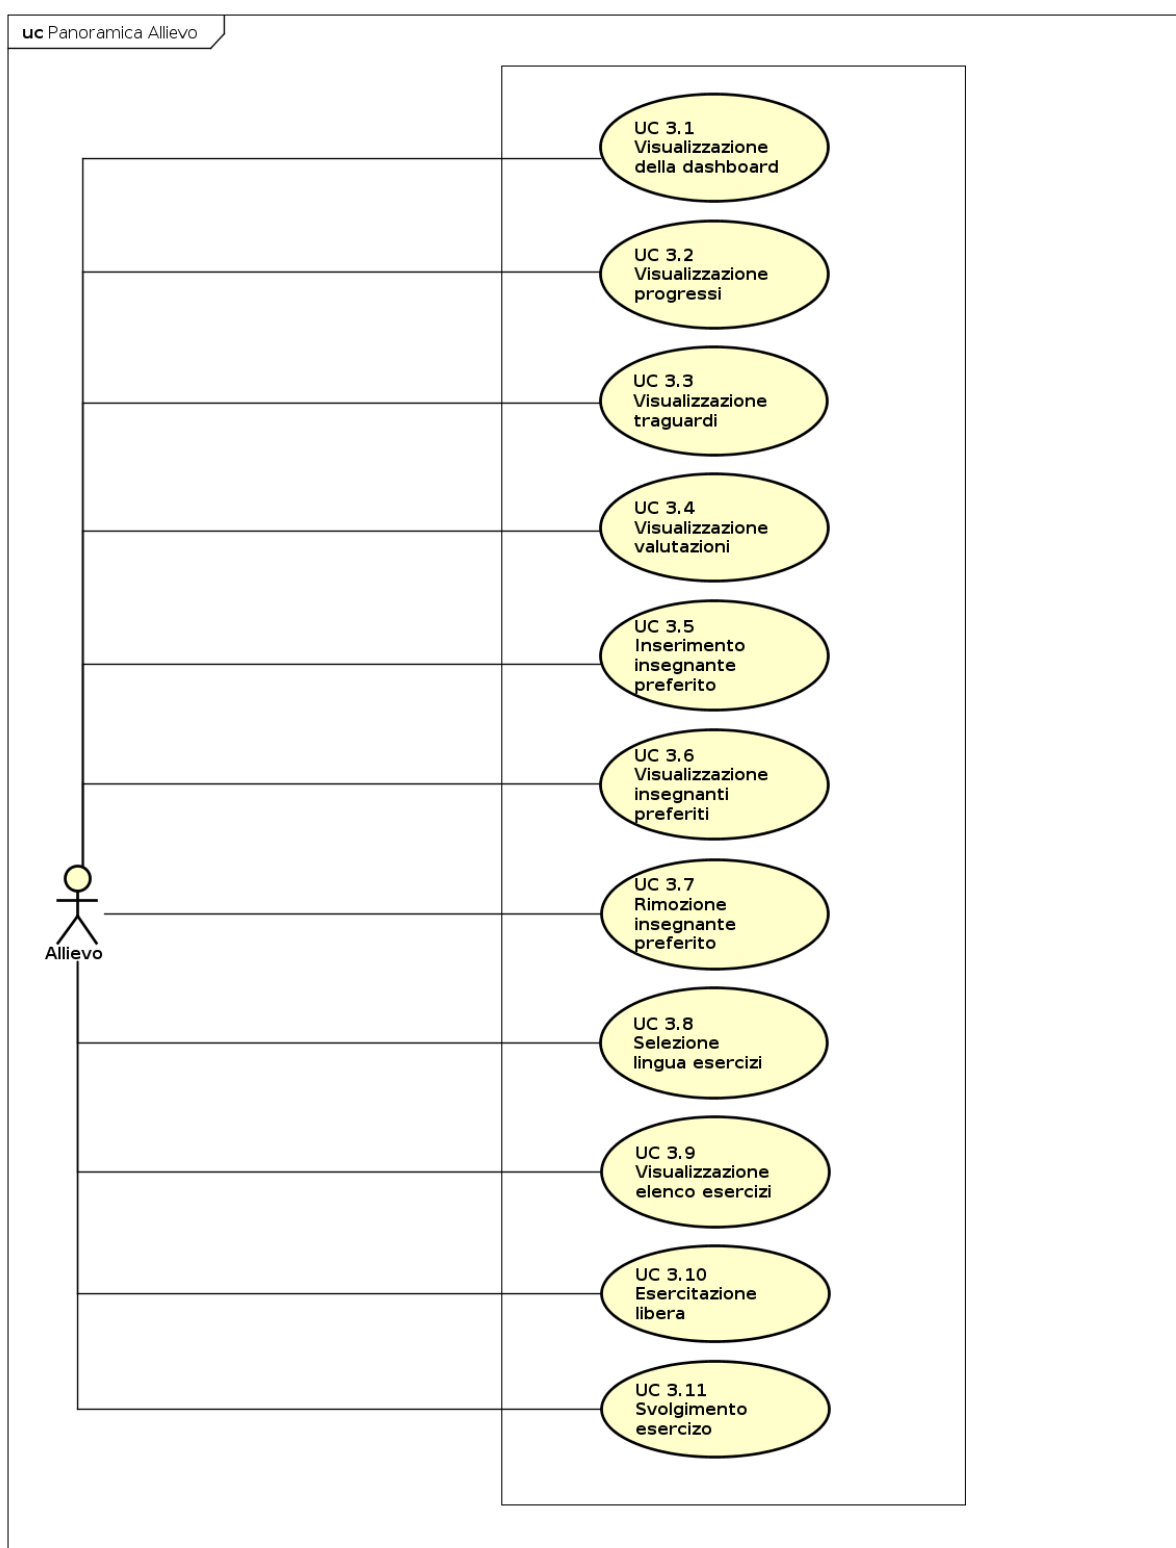 uc Panoramica Allievo
UC 3.1
Visualizzazione
della dashboard
UC 3.2
Visualizzazione
progressi
UC 3.3
Visualizzazione
traguardi
UC 3.4
Visualizzazione
valutazioni
UC 3.5
Inserimento
insegnante
preferito
UC 3.6
Visualizzazione
insegnanti
preferiti
UC 3.7
Rimozione
insegnante
preferito
Allievo
UC 3.8
Selezione
lingua esercizi
UC 3.9
Visualizzazione
elenco esercizi
UC 3.10
Esercitazione
libera
UC 3.11
Svolgimento
esercizo